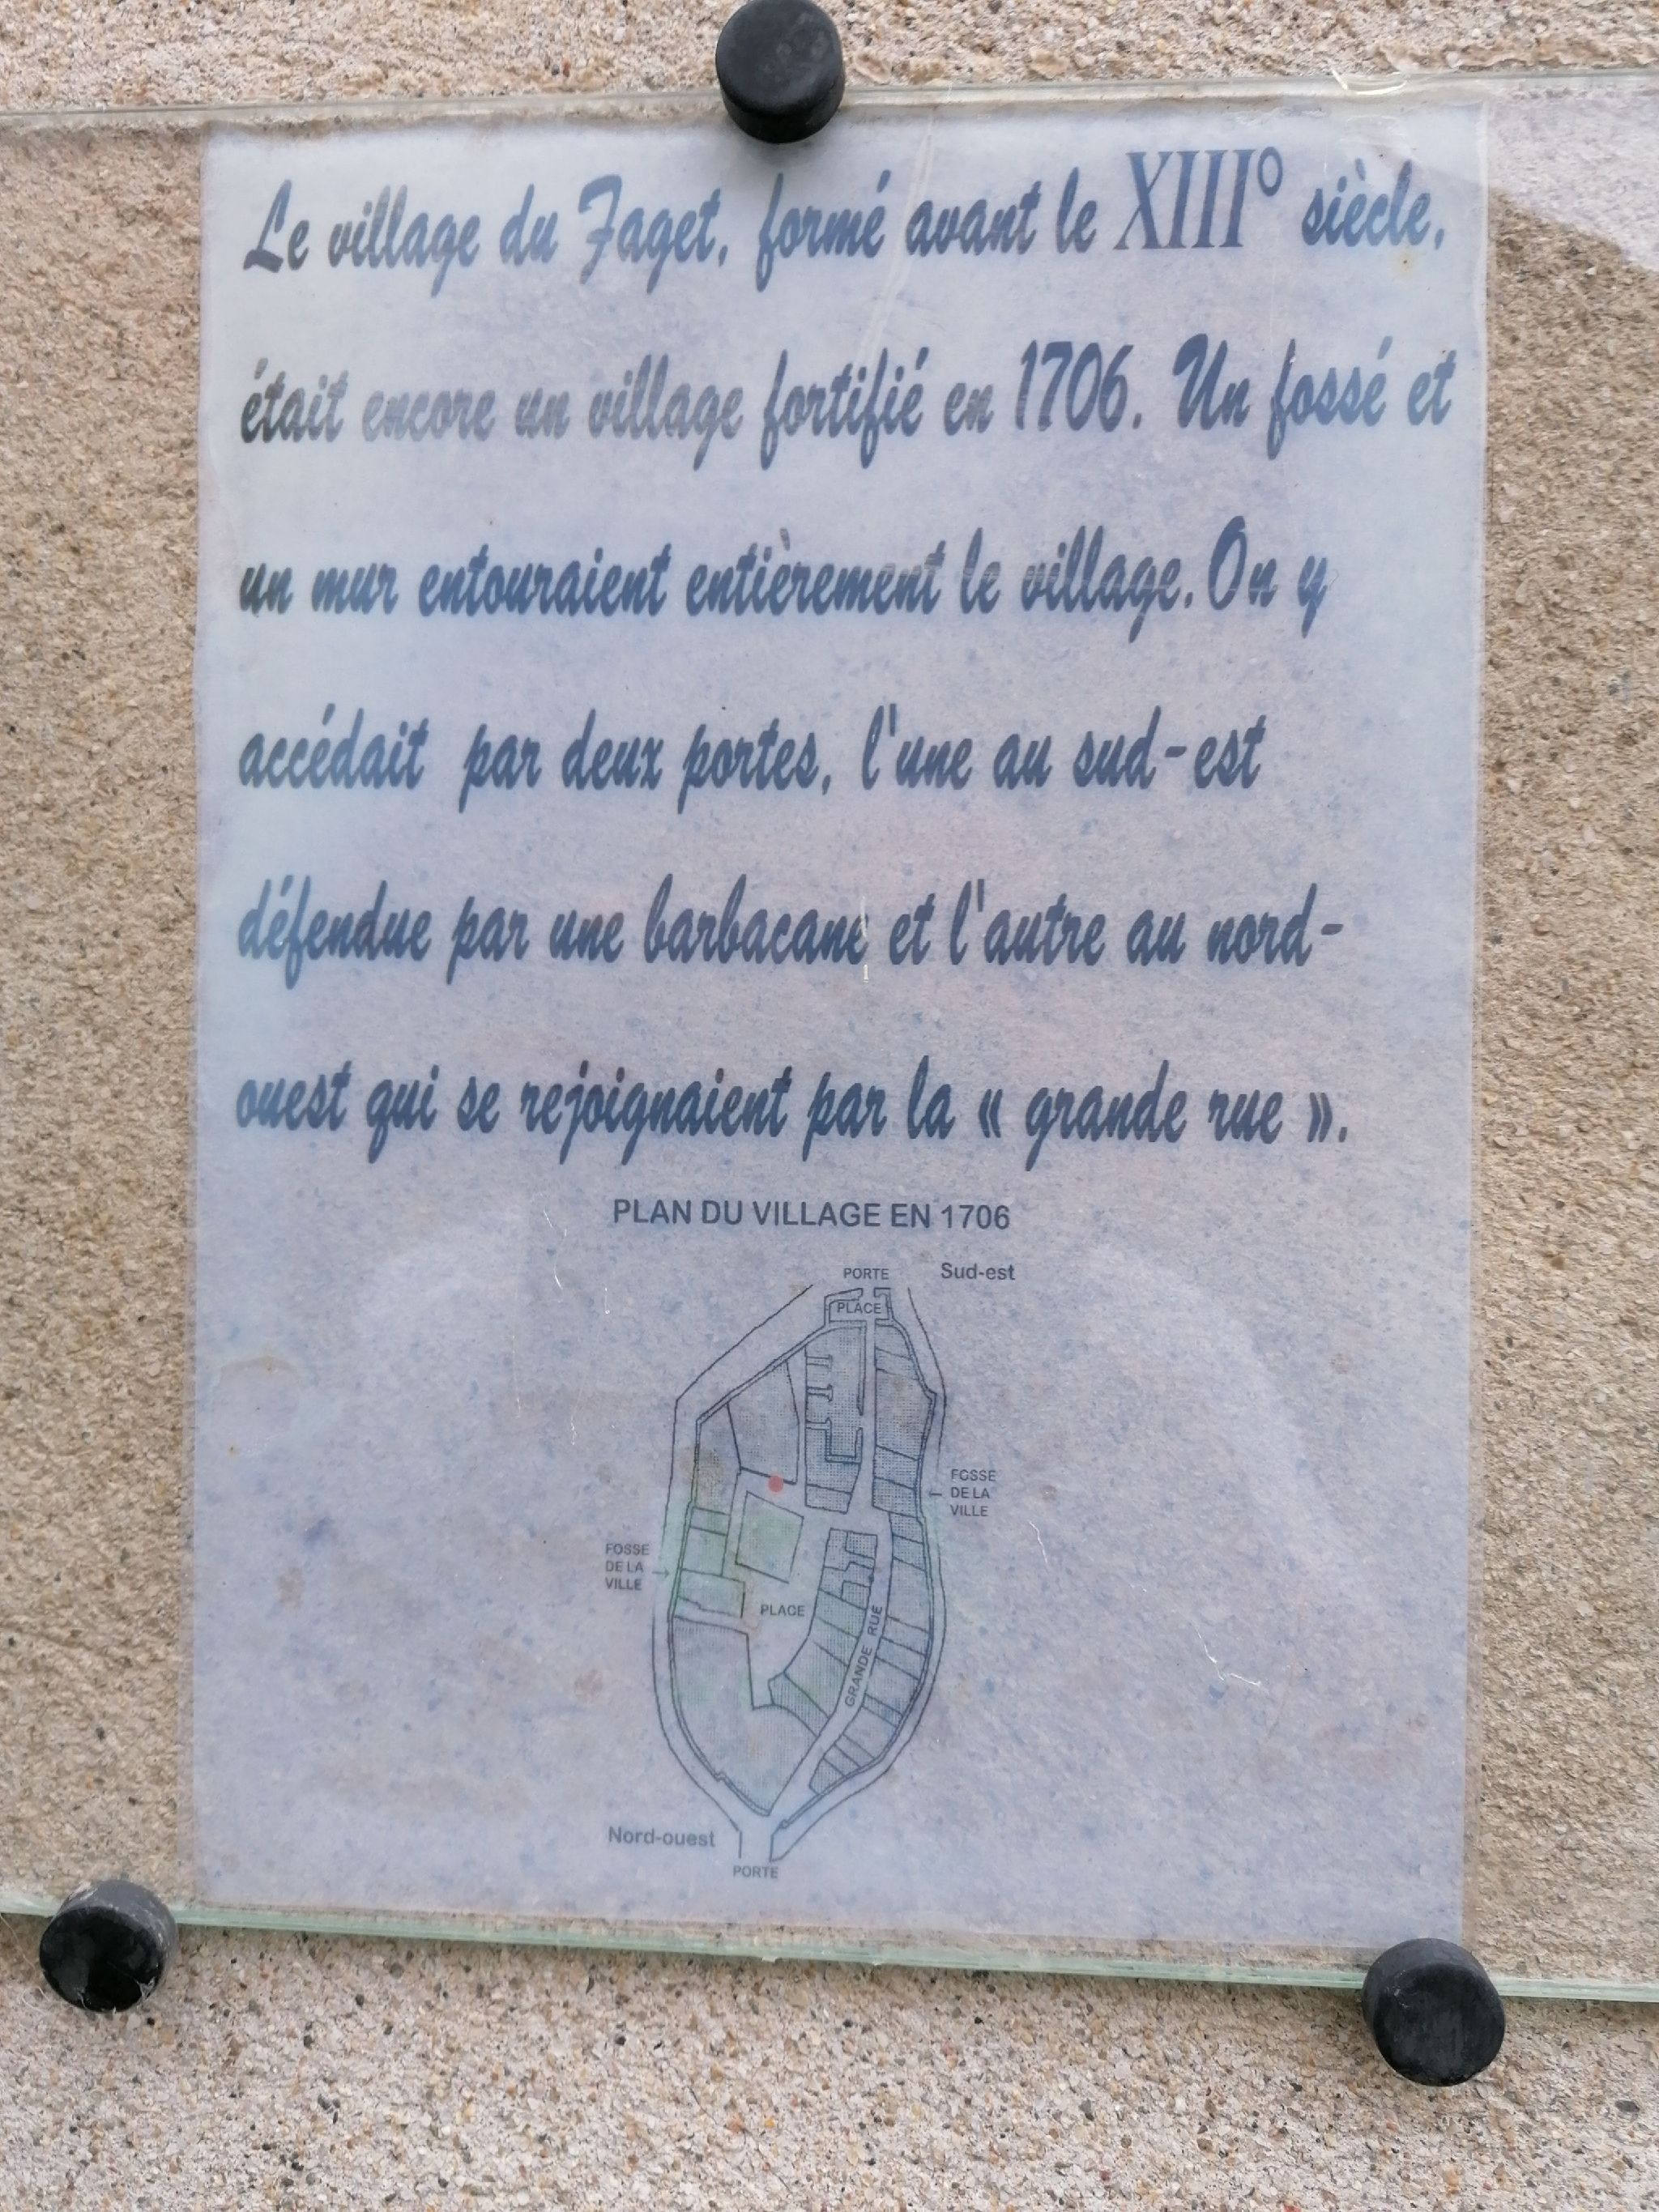 Le village du Faget, formé avant le XIII° siècle,
était encore un village fortifié en 1706. Un fossé et
un mur entouraient entièrement le village. On y
accédait par deux portes, l'une au sud-est
défendue par une barbacane et l'autre au nord-
ouest qui se rejoignaient par la « grande rue ».
PLAN DU VILLAGE EN 1706
PORTE
Sud-est
PLACE
FOSSE
DE LA
VILLE
FOSSE
DE LA
VILLE
PLACE
GRANDE RUE
Nord-ouest
PORTE